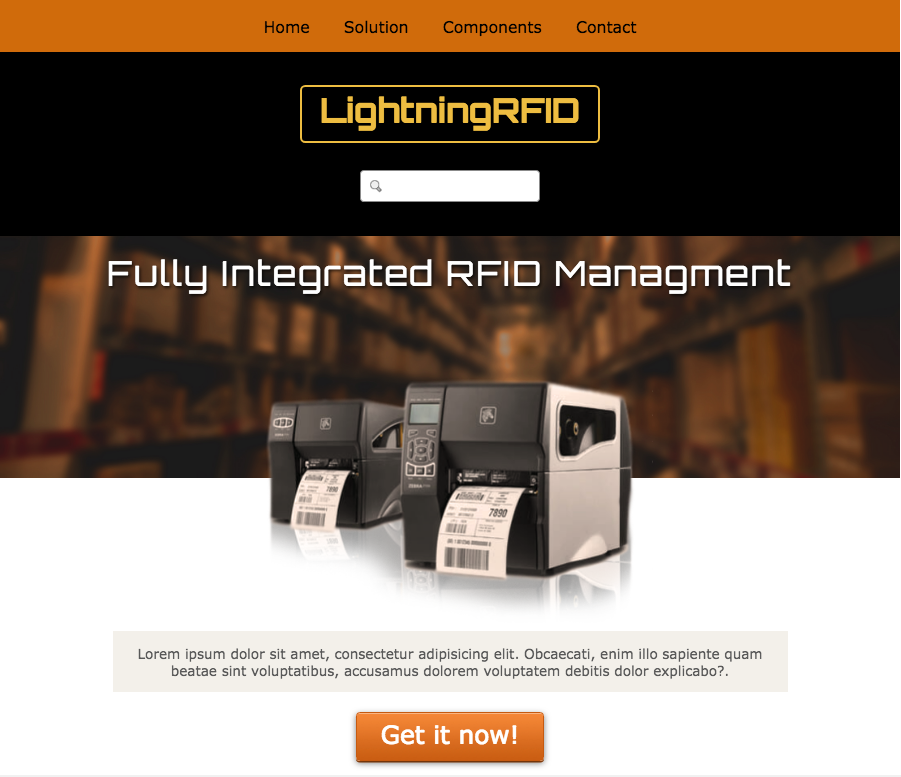 Home Solution Components Contact
LightningRFID
Fully Integrated RFID Managment
7890
7890
Lorem ipsum dolor sit amet, consectetur adipisicing elit. Obcaecati, enim illo sapiente quam
beatae sint voluptatibus, accusamus dolorem voluptatem debitis dolor explicabo?.
Get it now!